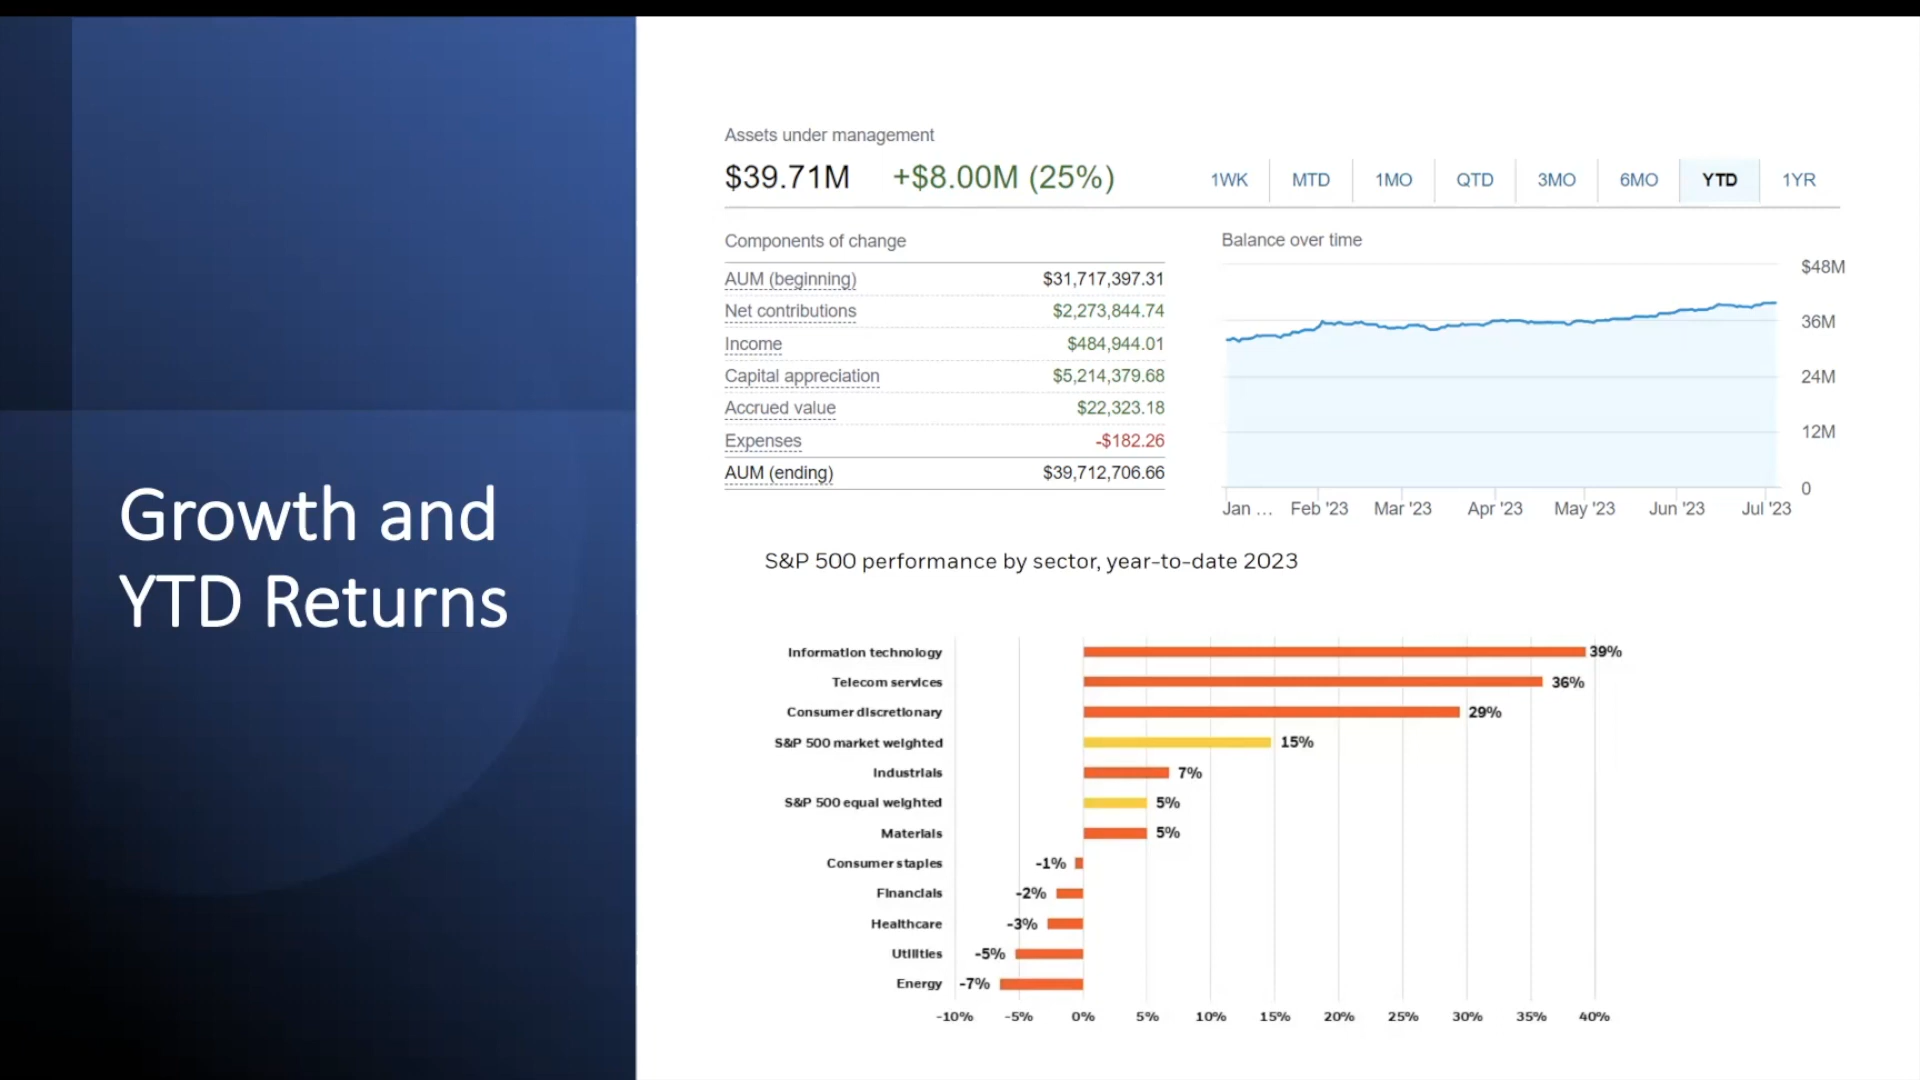 Growth and
YTD Returns
Assets under management
$39.71M +$8.00M (25%)
1WK MTD 1MO QTD 3MO 6MO YTD 1YR
Components of change
AUM (beginning) $31,717,397.31
Net contributions $2,273,844.74
Income $484,944.01
Capital appreciation $5,214,379.68
Accrued value $22,323.18
Expenses -$182.26
AUM (ending) $39,712,706.66
Balance over time
$48M
36M
24M
12M
0
Jan ... Feb '23 Mar '23 Apr '23 May '23 Jun '23 Jul '23
S&P 500 performance by sector, year-to-date 2023
Information technology 39%
Telecom services 36%
Consumer discretionary 29%
S&P 500 market weighted 15%
Industrials 7%
S&P 500 equal weighted 5%
Materials 5%
Consumer staples -1%
Financials -2%
Healthcare -3%
Utilities -5%
Energy -7%
-10% -5% 0% 5% 10% 15% 20% 25% 30% 35% 40%